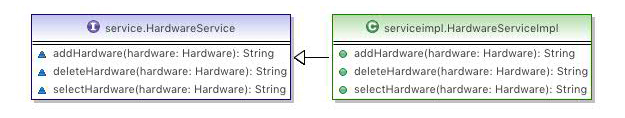 I service.HardwareService
addHardware(hardware: Hardware): String
deleteHardware(hardware: Hardware): String
selectHardware(hardware: Hardware): String
C serviceimpl.HardwareServiceImpl
addHardware(hardware: Hardware): String
deleteHardware(hardware: Hardware): String
selectHardware(hardware: Hardware): String